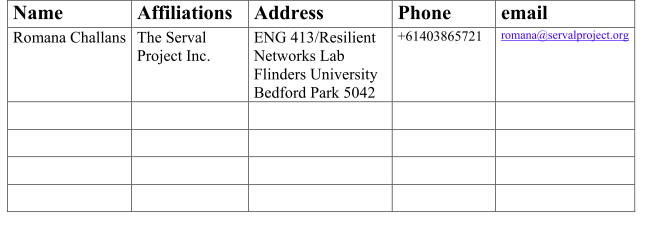 Name Affiliations Address Phone email
Romana Challans The Serval ENG 413/Resilient +61403865721 romana@servalproject.org
Project Inc. Networks Lab
Flinders University
Bedford Park 5042